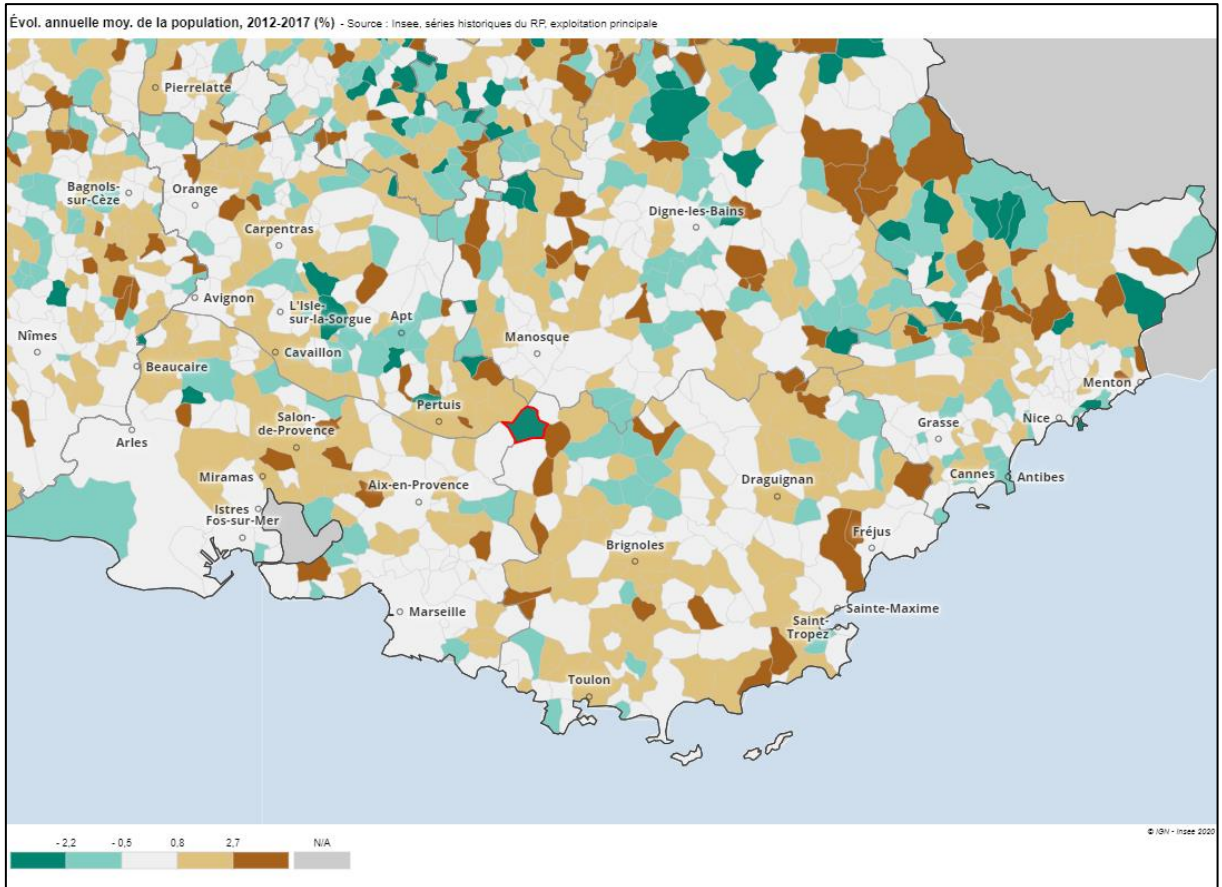 Évol. annuelle moy. de la population, 2012-2017 (%) - Source : Insee, séries historiques du RP, exploitation principale
Pierrelatte
Bagnols-
sur-Cèze
Orange
Digne-les-Bains
Carpentras
Avignon
L'Isle-
sur-la-Sorgue
Apt
Nîmes
Manosque
Cavaillon
Beaucaire
Menton
Pertuis
Salon-
de-Provence
Nice
Grasse
Arles
Miramas
Aix-en-Provence
Draguignan
Cannes
Antibes
Istres
Fos-sur-Mer
Fréjus
Brignoles
Marseille
Sainte-Maxime
Saint-
Tropez
Toulon
© IGN - Insee 2020
- 2,2 - 0,5 0,8 2,7 N/A